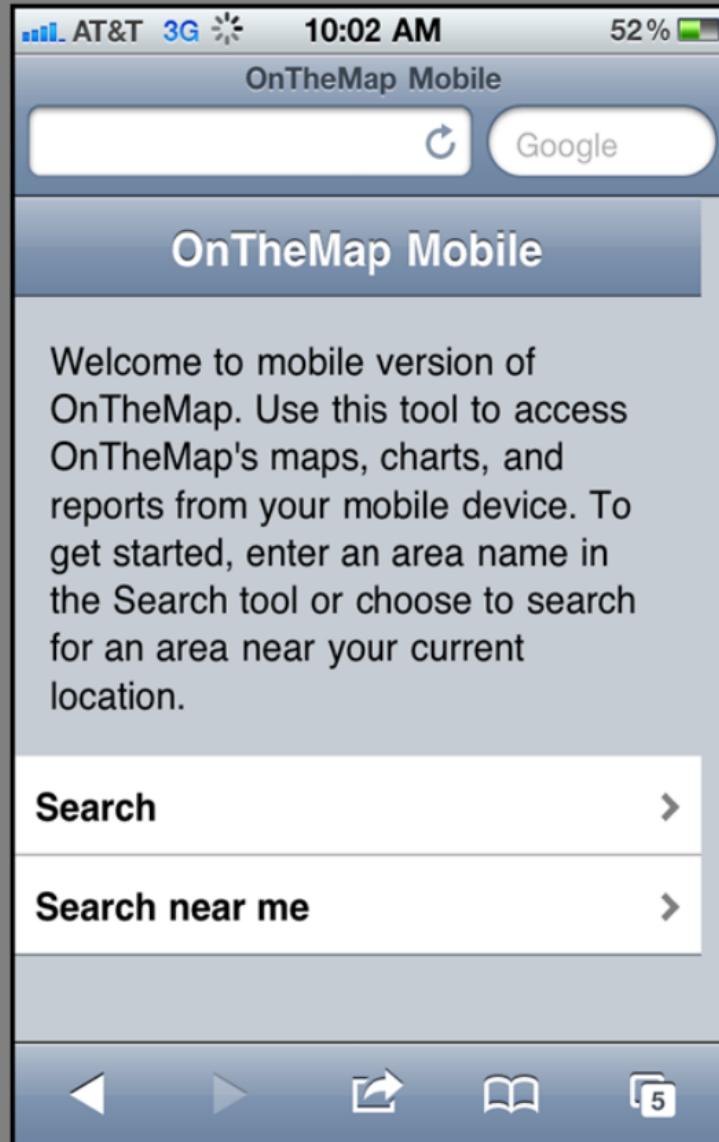 AT&T 3G 10:02 AM 52%
OnTheMap Mobile
Google
OnTheMap Mobile
Welcome to mobile version of
OnTheMap. Use this tool to access
OnTheMap's maps, charts, and
reports from your mobile device. To
get started, enter an area name in
the Search tool or choose to search
for an area near your current
location.
Search
Search near me
5